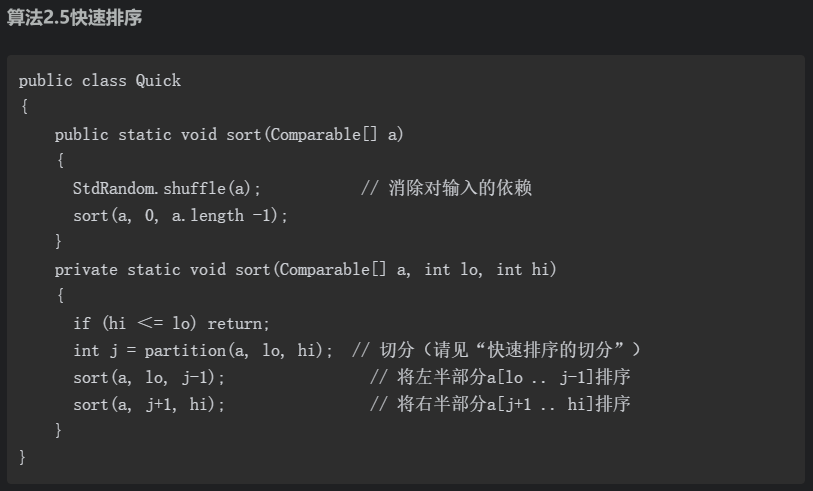 算法2.5快速排序
public class Quick
{
    public static void sort(Comparable[] a)
    {
      StdRandom.shuffle(a);           // 消除对输入的依赖
      sort(a, 0, a.length -1);
    }
    private static void sort(Comparable[] a, int lo, int hi)
    {
      if (hi <= lo) return;
      int j = partition(a, lo, hi);  // 切分（请见“快速排序的切分”）
      sort(a, lo, j-1);                // 将左半部分a[lo .. j-1]排序
      sort(a, j+1, hi);                // 将右半部分a[j+1 .. hi]排序
    }
}